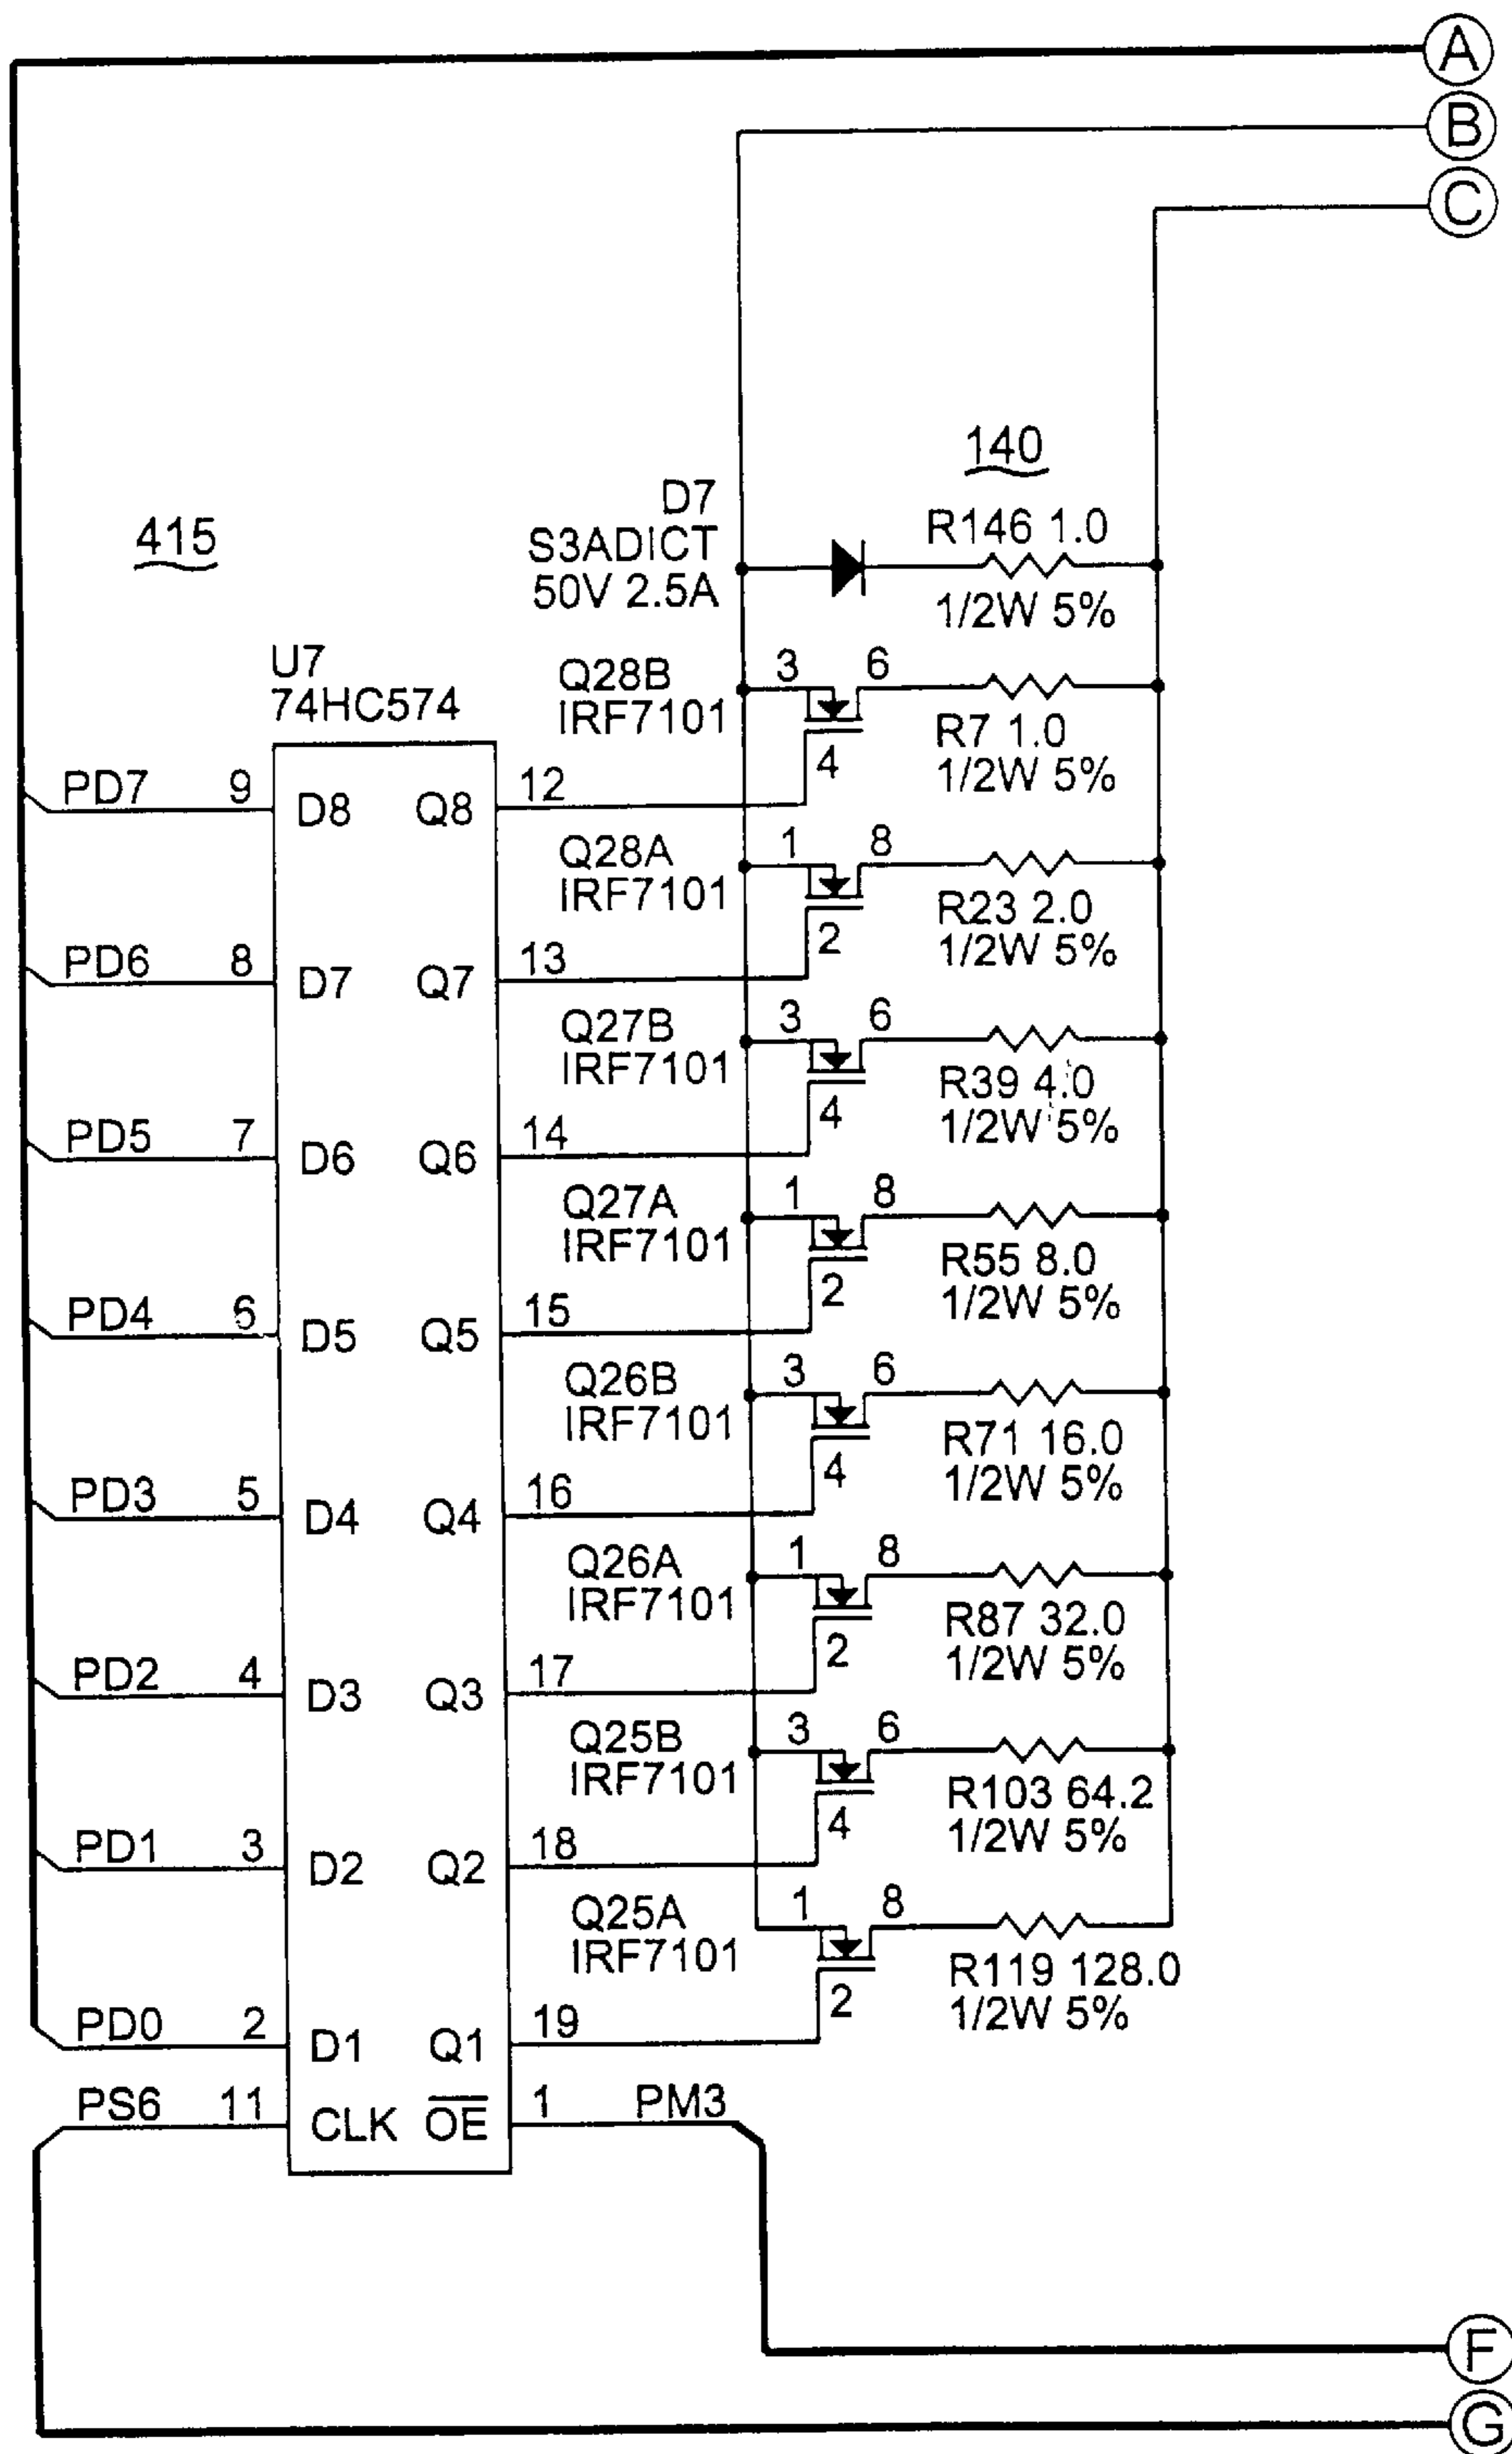 A
B
C
140
D7
S3ADICT
50V 2.5A
R146 1.0
1/2W 5%
415
U7
74HC574
Q28B
IRF7101
3 6
4
R7 1.0
1/2W 5%
PD7 9 D8 Q8 12
Q28A
IRF7101
1 8
2
R23 2.0
1/2W 5%
PD6 8 D7 Q7 13
Q27B
IRF7101
3 6
4
R39 4.0
1/2W 5%
PD5 7 D6 Q6 14
Q27A
IRF7101
1 8
2
R55 8.0
1/2W 5%
PD4 6 D5 Q5 15
Q26B
IRF7101
3 6
4
R71 16.0
1/2W 5%
PD3 5 D4 Q4 16
Q26A
IRF7101
1 8
2
R87 32.0
1/2W 5%
PD2 4 D3 Q3 17
Q25B
IRF7101
3 6
4
R103 64.2
1/2W 5%
PD1 3 D2 Q2 18
Q25A
IRF7101
1 8
2
R119 128.0
1/2W 5%
PD0 2 D1 Q1 19
PS6 11 CLK OE 1 PM3
F
G